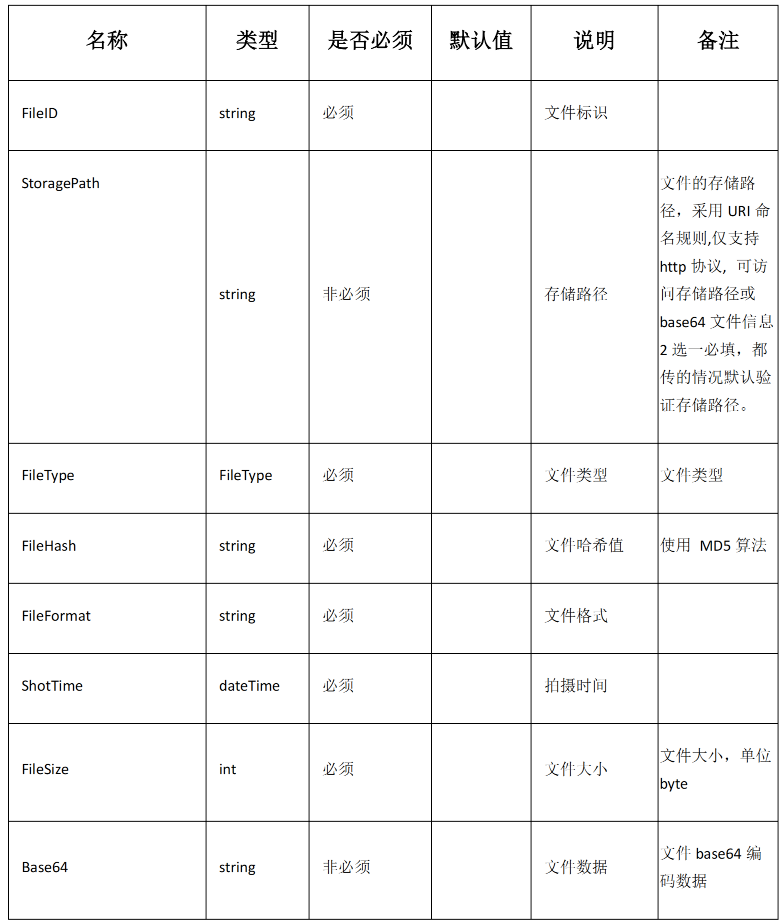 名称 类型 是否必须 默认值 说明 备注
FileID string 必须 文件标识
StoragePath string 非必须 存储路径
文件的存储路
径，采用 URI 命
名规则,仅支持
http 协议, 可访
问存储路径或
base64 文件信息
2 选一必填，都
传的情况默认验
证存储路径。
FileType FileType 必须 文件类型 文件类型
FileHash string 必须 文件哈希值 使用 MD5 算法
FileFormat string 必须 文件格式
ShotTime dateTime 必须 拍摄时间
FileSize int 必须 文件大小 文件大小，单位
byte
Base64 string 非必须 文件数据 文件 base64 编
码数据